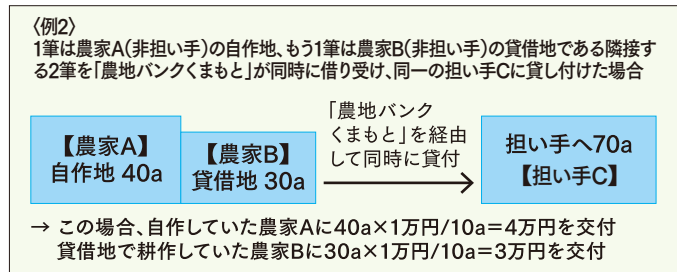 〈例2〉
1筆は農家A(非担い手)の自作地、もう1筆は農家B(非担い手)の貸借地である隣接す
る2筆を「農地バンクくまもと」が同時に借り受け、同一の担い手Cに貸し付けた場合
【農家A】
自作地 40a
【農家B】
貸借地 30a
「農地バンク
くまもと」を経由
して同時に貸付
担い手へ70a
【担い手C】
→ この場合、自作していた農家Aに40a×1万円/10a=4万円を交付
貸借地で耕作していた農家Bに30a×1万円/10a=3万円を交付